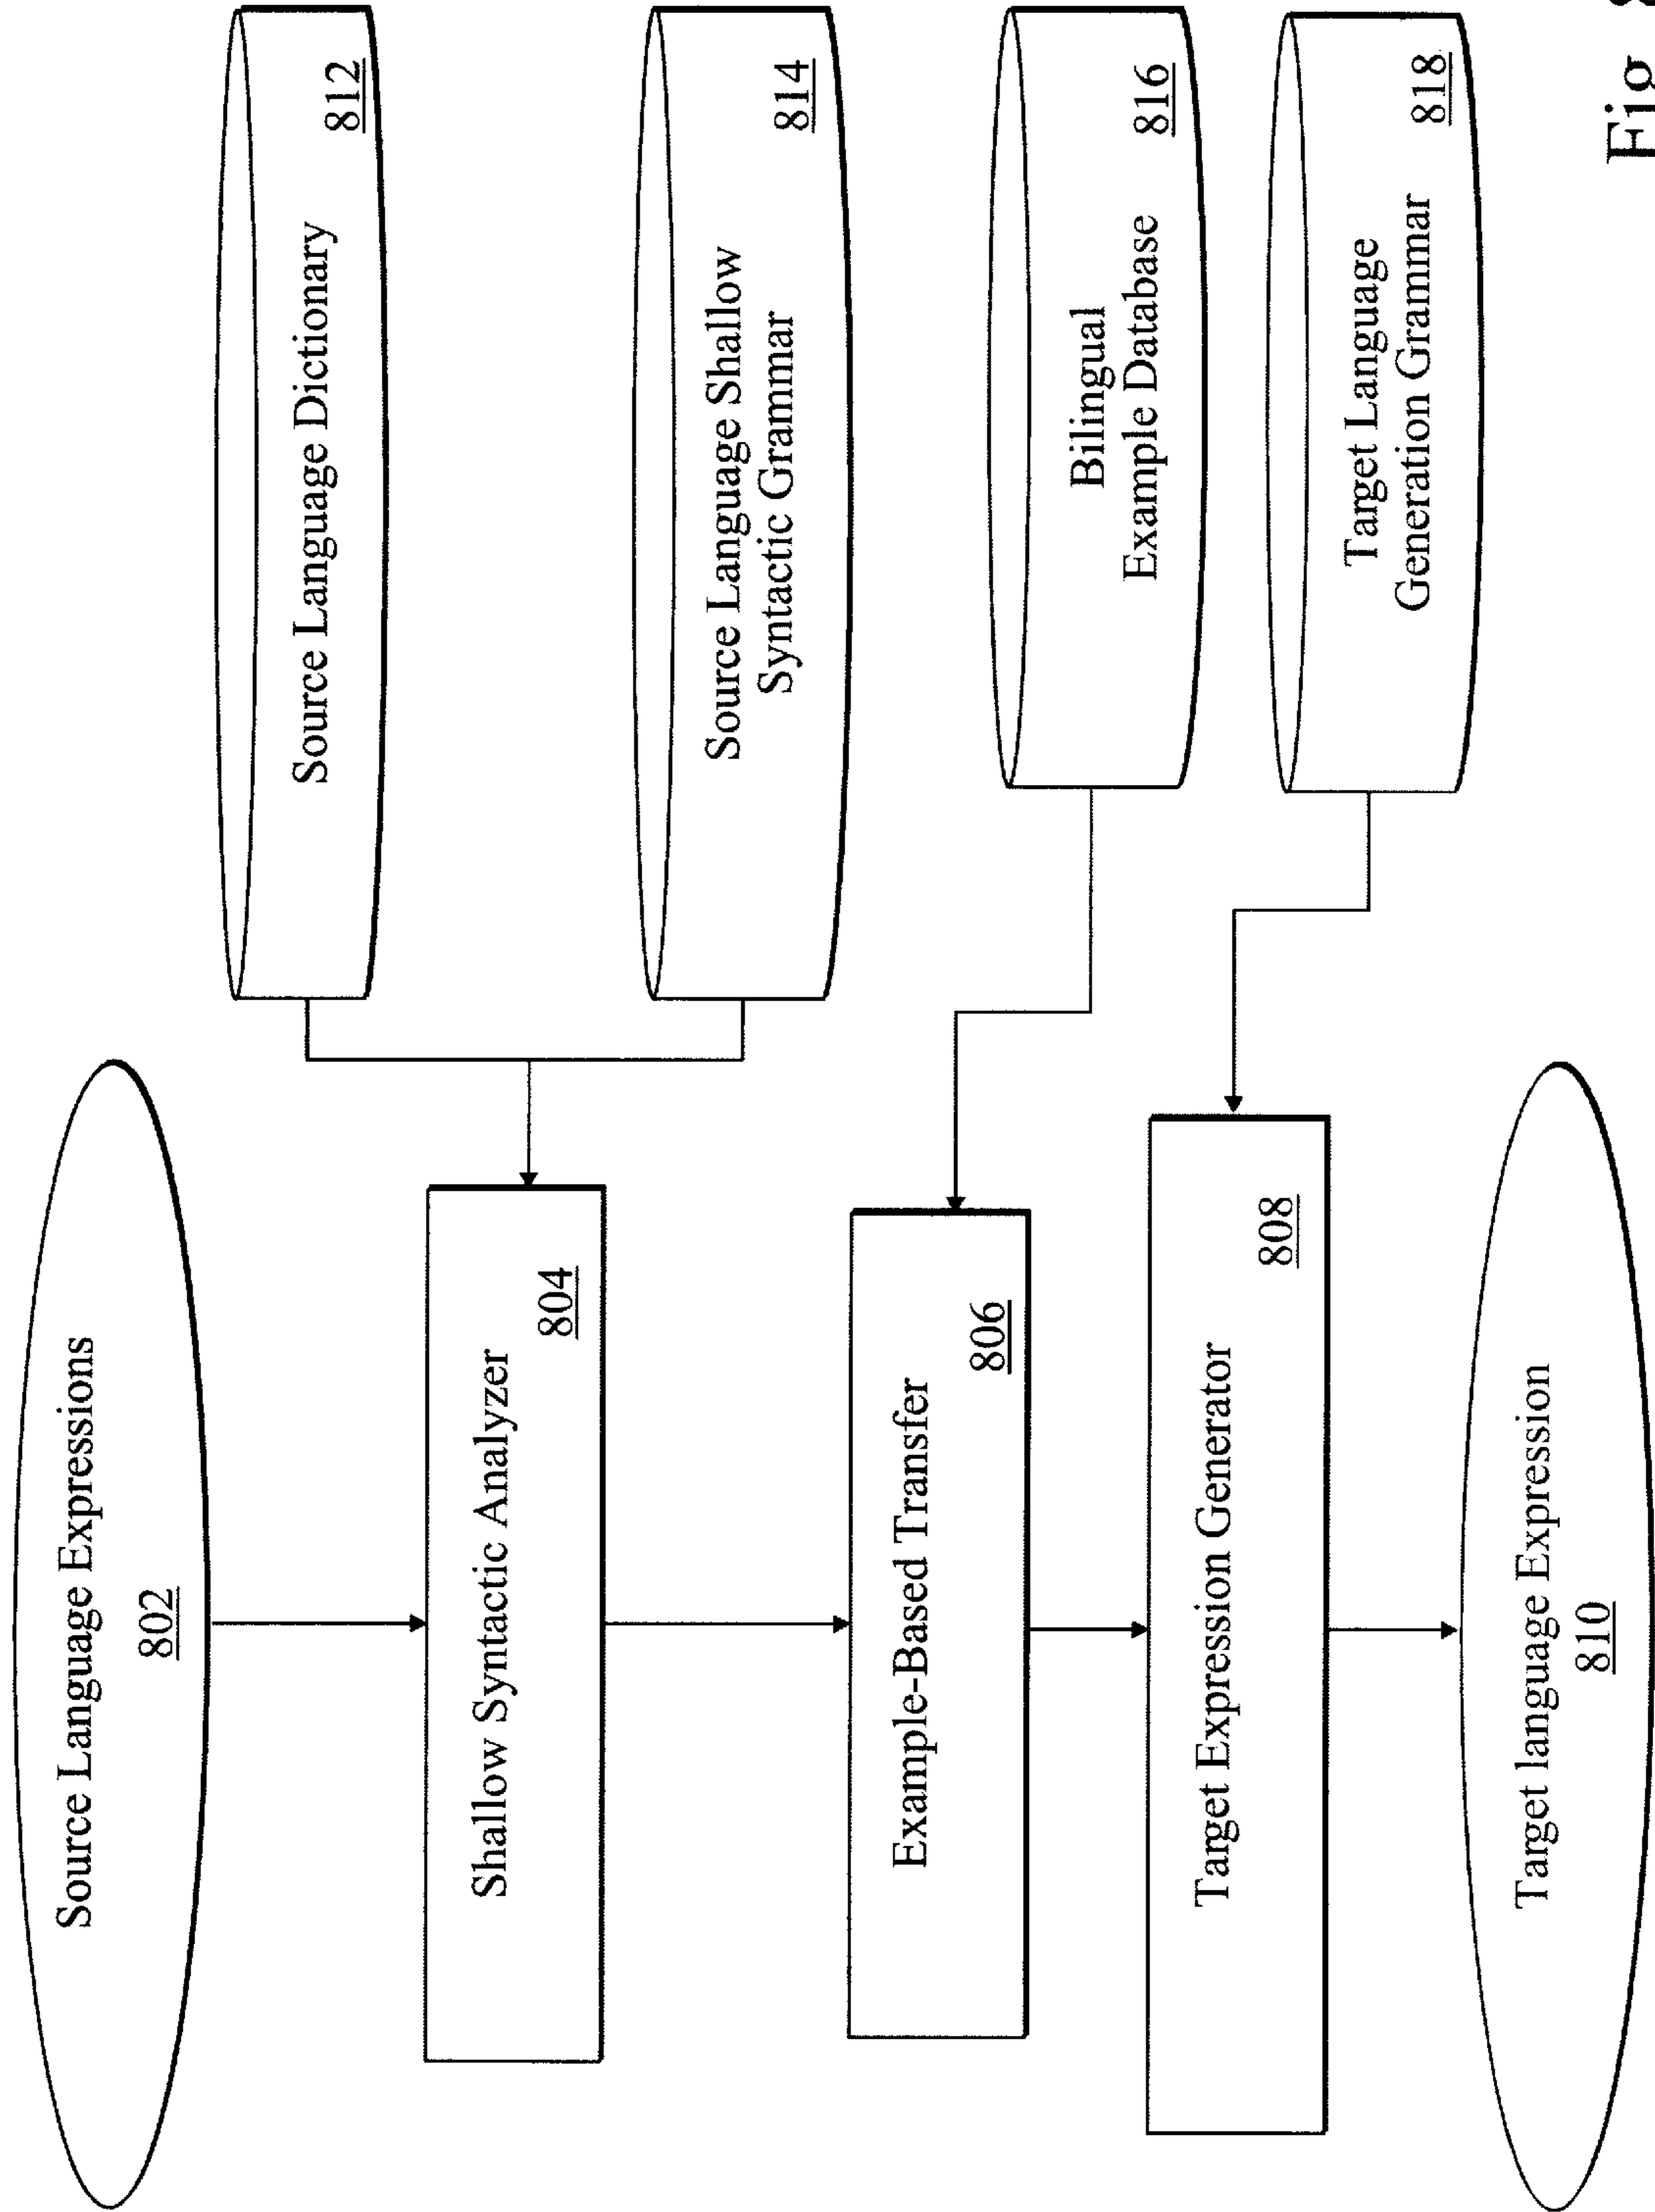 Source Language Expressions
802
Source Language Dictionary
812
Shallow Syntactic Analyzer
804
Source Language Shallow
Syntactic Grammar
814
Example-Based Transfer
806
Bilingual
Example Database
816
Target Expression Generator
808
Target Language
Generation Grammar
818
Target language Expression
810
Fig. 8